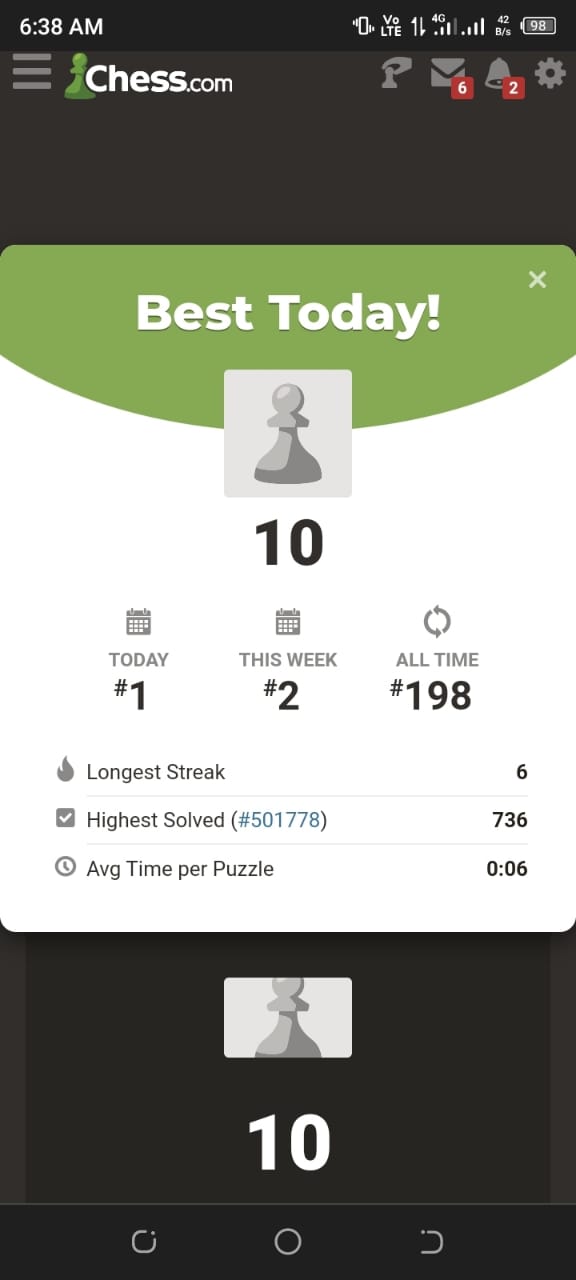 6:38 AM
Vo
LTE
4G
42
B/s
98
Chess.com
6
2
Best Today!
×
10
TODAY
THIS WEEK
ALL TIME
#1
#2
#198
Longest Streak
6
Highest Solved (#501778)
736
Avg Time per Puzzle
0:06
10